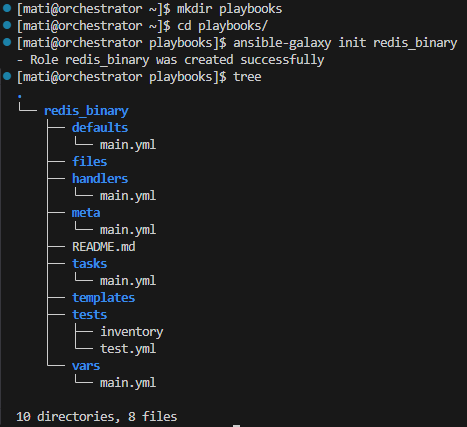 [mati@orchestrator ~]$ mkdir playbooks
[mati@orchestrator ~]$ cd playbooks/
[mati@orchestrator playbooks]$ ansible-galaxy init redis_binary
- Role redis_binary was created successfully
[mati@orchestrator playbooks]$ tree
.
└── redis_binary
    ├── defaults
    │   └── main.yml
    ├── files
    ├── handlers
    │   └── main.yml
    ├── meta
    │   └── main.yml
    ├── README.md
    ├── tasks
    │   └── main.yml
    ├── templates
    ├── tests
    │   ├── inventory
    │   └── test.yml
    └── vars
        └── main.yml

10 directories, 8 files